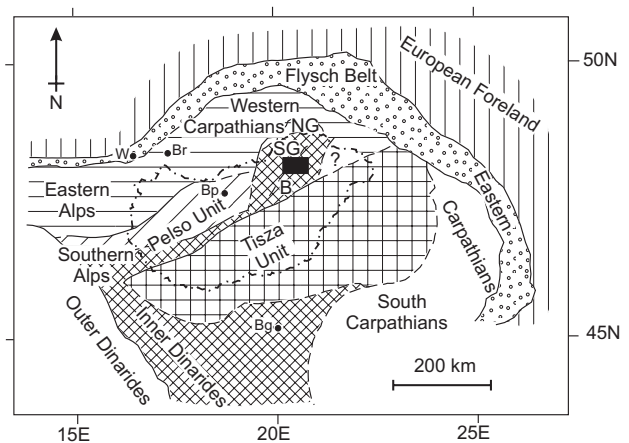 50N
European Foreland
Flysch Belt
N
Western
Carpathians NG
W
Br
SG
?
Eastern
Alps
Bp
B
Pelso Unit
Tisza
Unit
Eastern
Carpathians
Southern
Alps
Outer Dinarides
Inner Dinarides
Bg
South
Carpathians
45N
200 km
15E
20E
25E